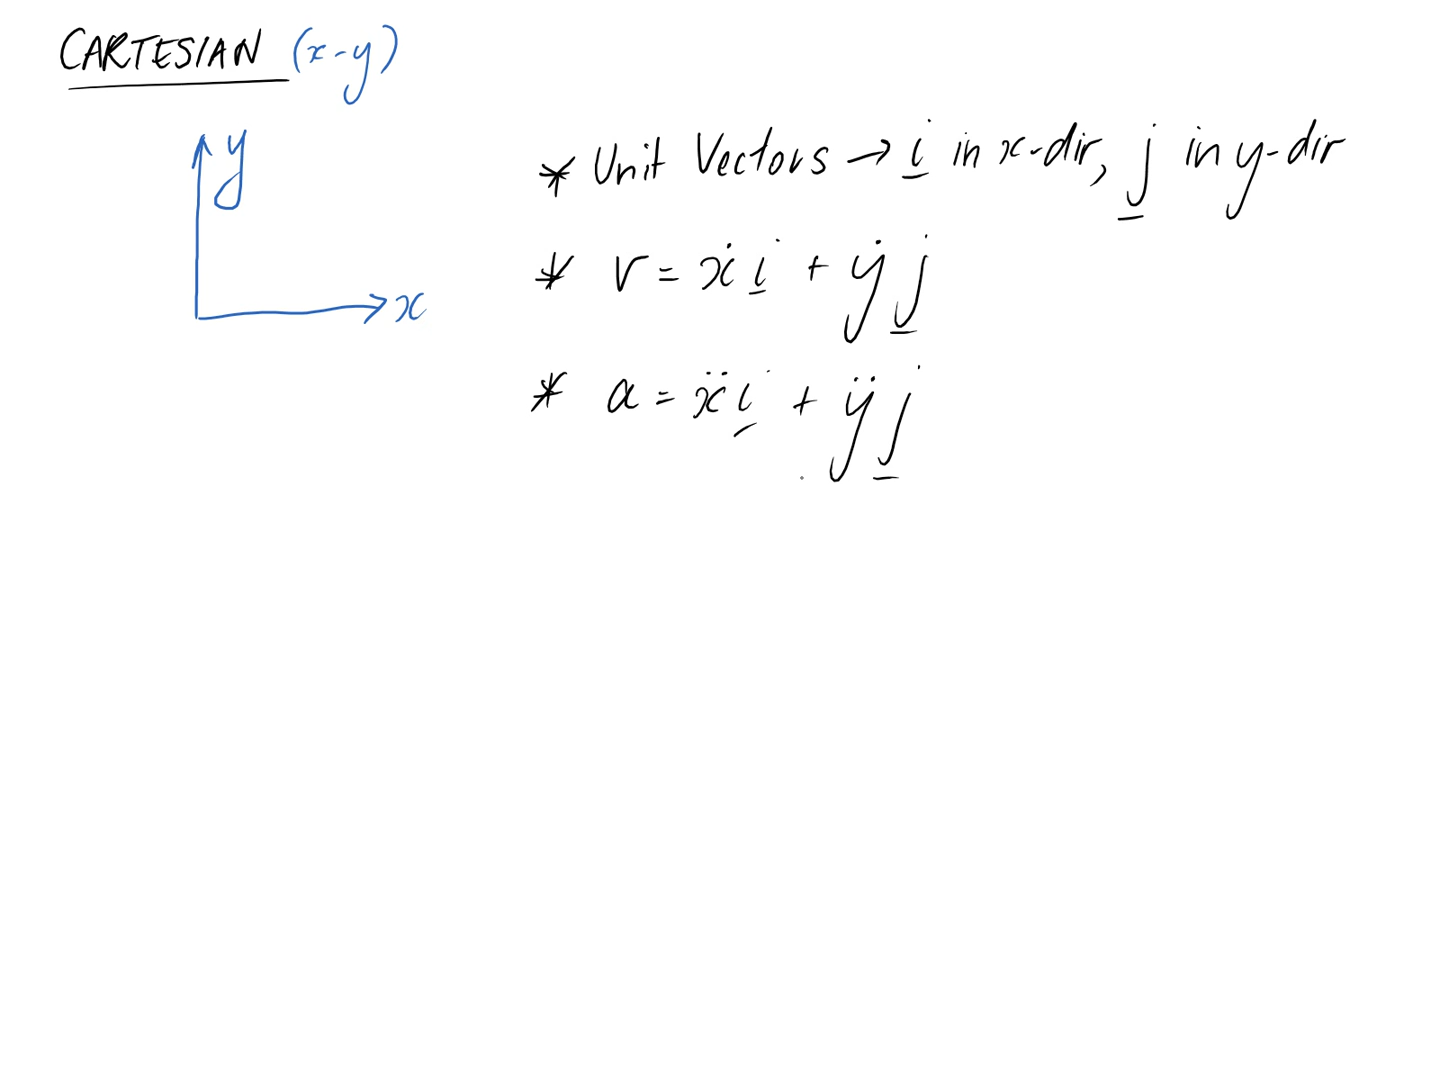 CARTESIAN (x-y)
y
x
* Unit Vectors → i in x-dir, j in y-dir
* v = ẋ i + ẏ j
* a = ẍ i + ÿ j